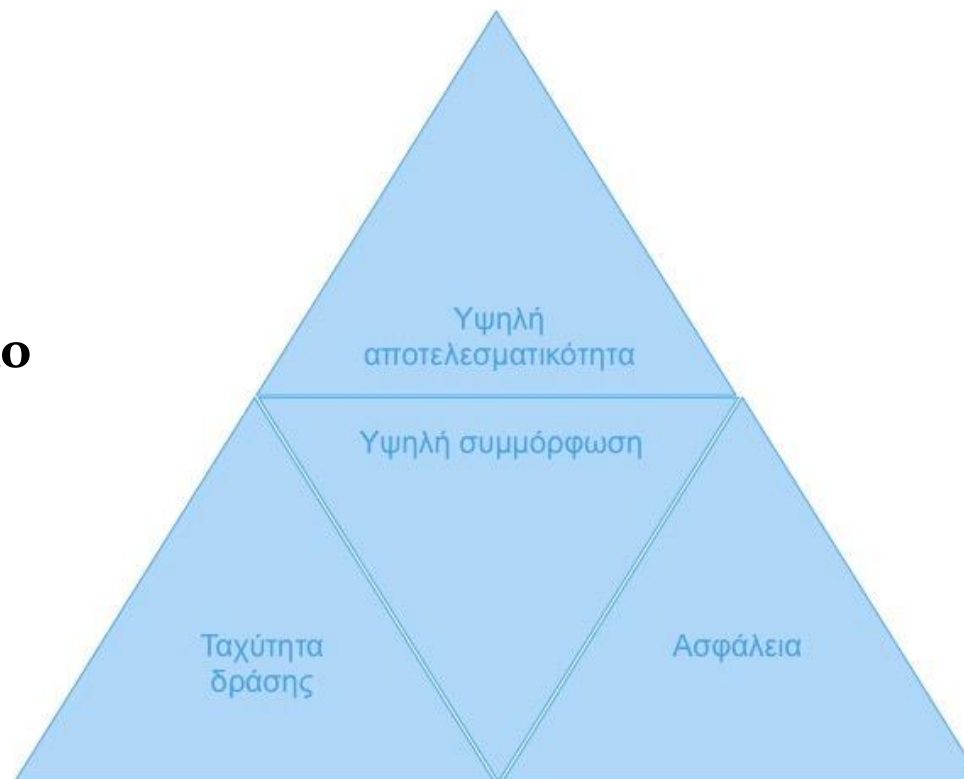 Υψηλή
αποτελεσματικότητα
Υψηλή συμμόρφωση
Ταχύτητα
δράσης
Ασφάλεια